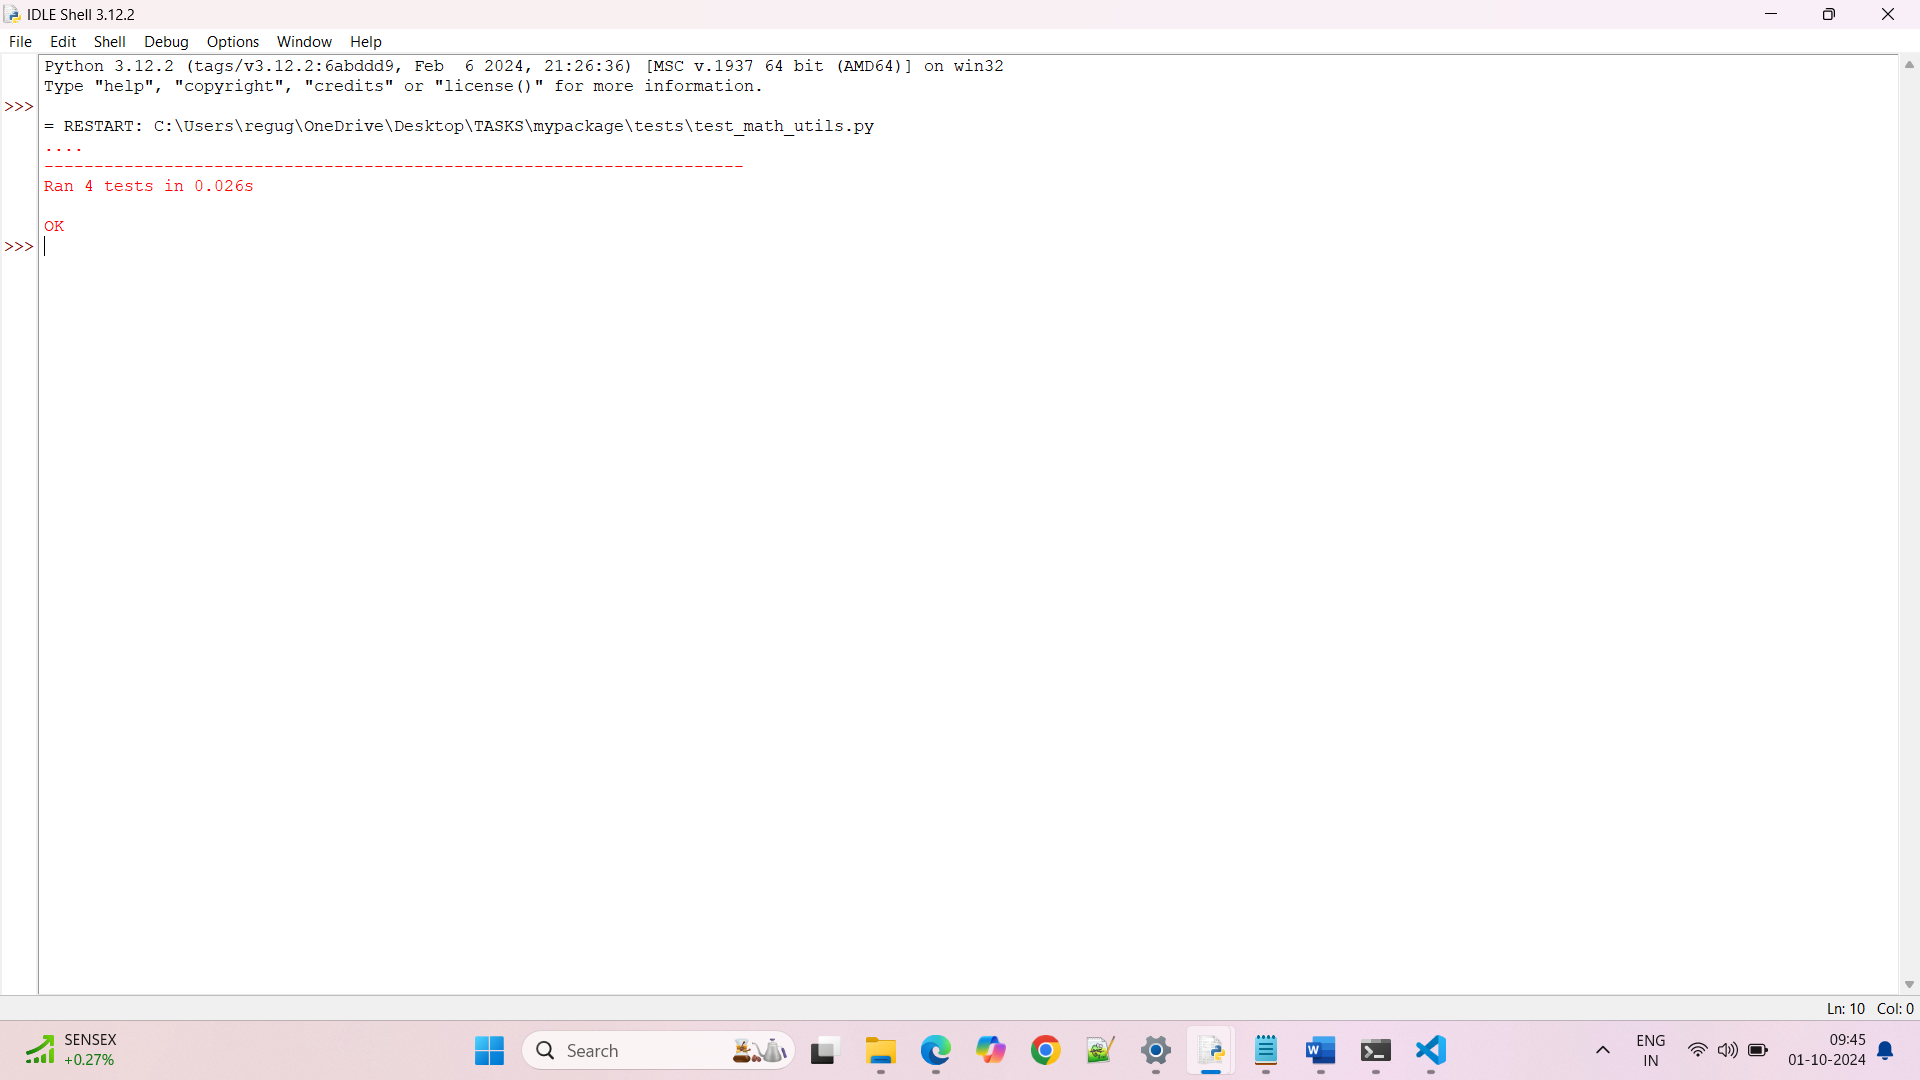 IDLE Shell 3.12.2
File Edit Shell Debug Options Window Help
Python 3.12.2 (tags/v3.12.2:6abddd9, Feb  6 2024, 21:26:36) [MSC v.1937 64 bit (AMD64)] on win32
Type "help", "copyright", "credits" or "license()" for more information.
>>>
= RESTART: C:\Users\regug\OneDrive\Desktop\TASKS\mypackage\tests\test_math_utils.py
....
----------------------------------------------------------------------
Ran 4 tests in 0.026s
OK
>>>
Ln: 10 Col: 0
SENSEX
+0.27%
Search
ENG
IN
09:45
01-10-2024